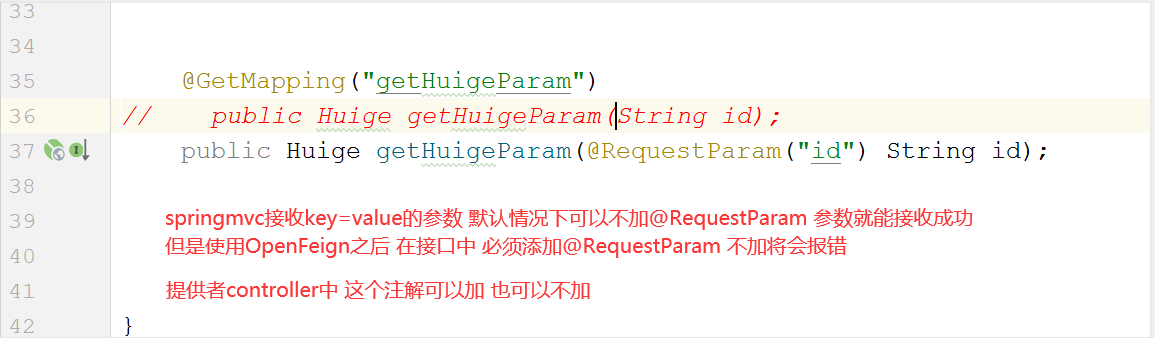 33
34
35 @GetMapping("getHuigeParam")
36 // public Huige getHuigeParam(String id);
37 public Huige getHuigeParam(@RequestParam("id") String id);
38
39 springmvc接收key=value的参数 默认情况下可以不加@RequestParam 参数就能接收成功
40 但是使用OpenFeign之后 在接口中 必须添加@RequestParam 不加将会报错
41 提供者controller中 这个注解可以加 也可以不加
42 }